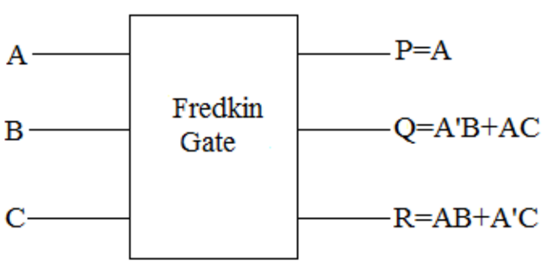 A
P=A
Fredkin
Gate
B
Q=A'B+AC
C
R=AB+A'C